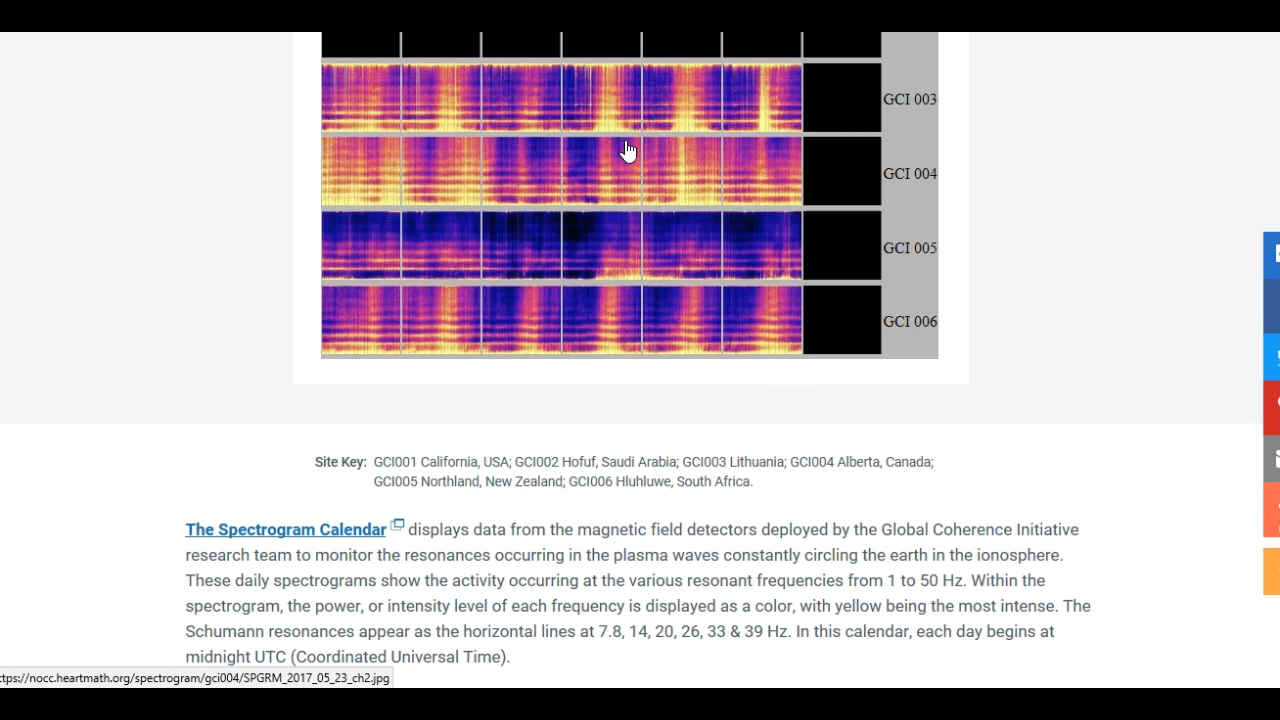 GCI 003
GCI 004
GCI 005
GCI 006
Site Key: GCI001 California, USA; GCI002 Hofuf, Saudi Arabia; GCI003 Lithuania; GCI004 Alberta, Canada;
GCI005 Northland, New Zealand; GCI006 Hluhluwe, South Africa.
The Spectrogram Calendar displays data from the magnetic field detectors deployed by the Global Coherence Initiative
research team to monitor the resonances occurring in the plasma waves constantly circling the earth in the ionosphere.
These daily spectrograms show the activity occurring at the various resonant frequencies from 1 to 50 Hz. Within the
spectrogram, the power, or intensity level of each frequency is displayed as a color, with yellow being the most intense. The
Schumann resonances appear as the horizontal lines at 7.8, 14, 20, 26, 33 & 39 Hz. In this calendar, each day begins at
midnight UTC (Coordinated Universal Time).
ttps://nocc.heartmath.org/spectrogram/gci004/SPGRM_2017_05_23_ch2.jpg